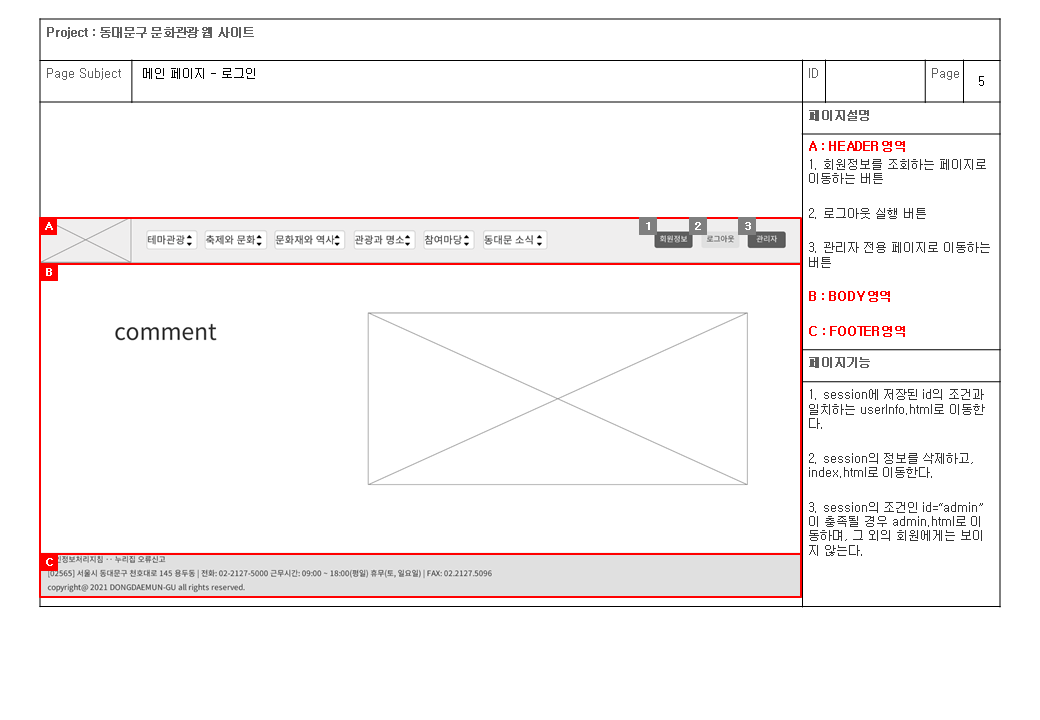 Project : 동대문구 문화관광 웹 사이트
Page Subject
메인 페이지 - 로그인
ID
Page
5
페이지설명
A : HEADER 영역
1. 회원정보를 조회하는 페이지로
이동하는 버튼
2. 로그아웃 실행 버튼
3. 관리자 전용 페이지로 이동하는
버튼
B : BODY 영역
C : FOOTER 영역
페이지기능
1. session에 저장된 id의 조건과
일치하는 userInfo.html로 이동한
다.
2. session의 정보를 삭제하고,
index.html로 이동한다.
3. session의 조건인 id=“admin”
이 충족될 경우 admin.html로 이
동하며, 그 외의 회원에게는 보이
지 않는다.
A
테마관광 축제와 문화 문화재와 역사 관광과 명소 참여마당 동대문 소식
1 회원정보 2 로그아웃 3 관리자
B
comment
C
인정보처리지침 · · 누리집 오류신고
[02565] 서울시 동대문구 천호대로 145 용두동 | 전화: 02-2127-5000 근무시간: 09:00 ~ 18:00(평일) 휴무(토, 일요일) | FAX: 02.2127.5096
copyright@ 2021 DONGDAEMUN-GU all rights reserved.